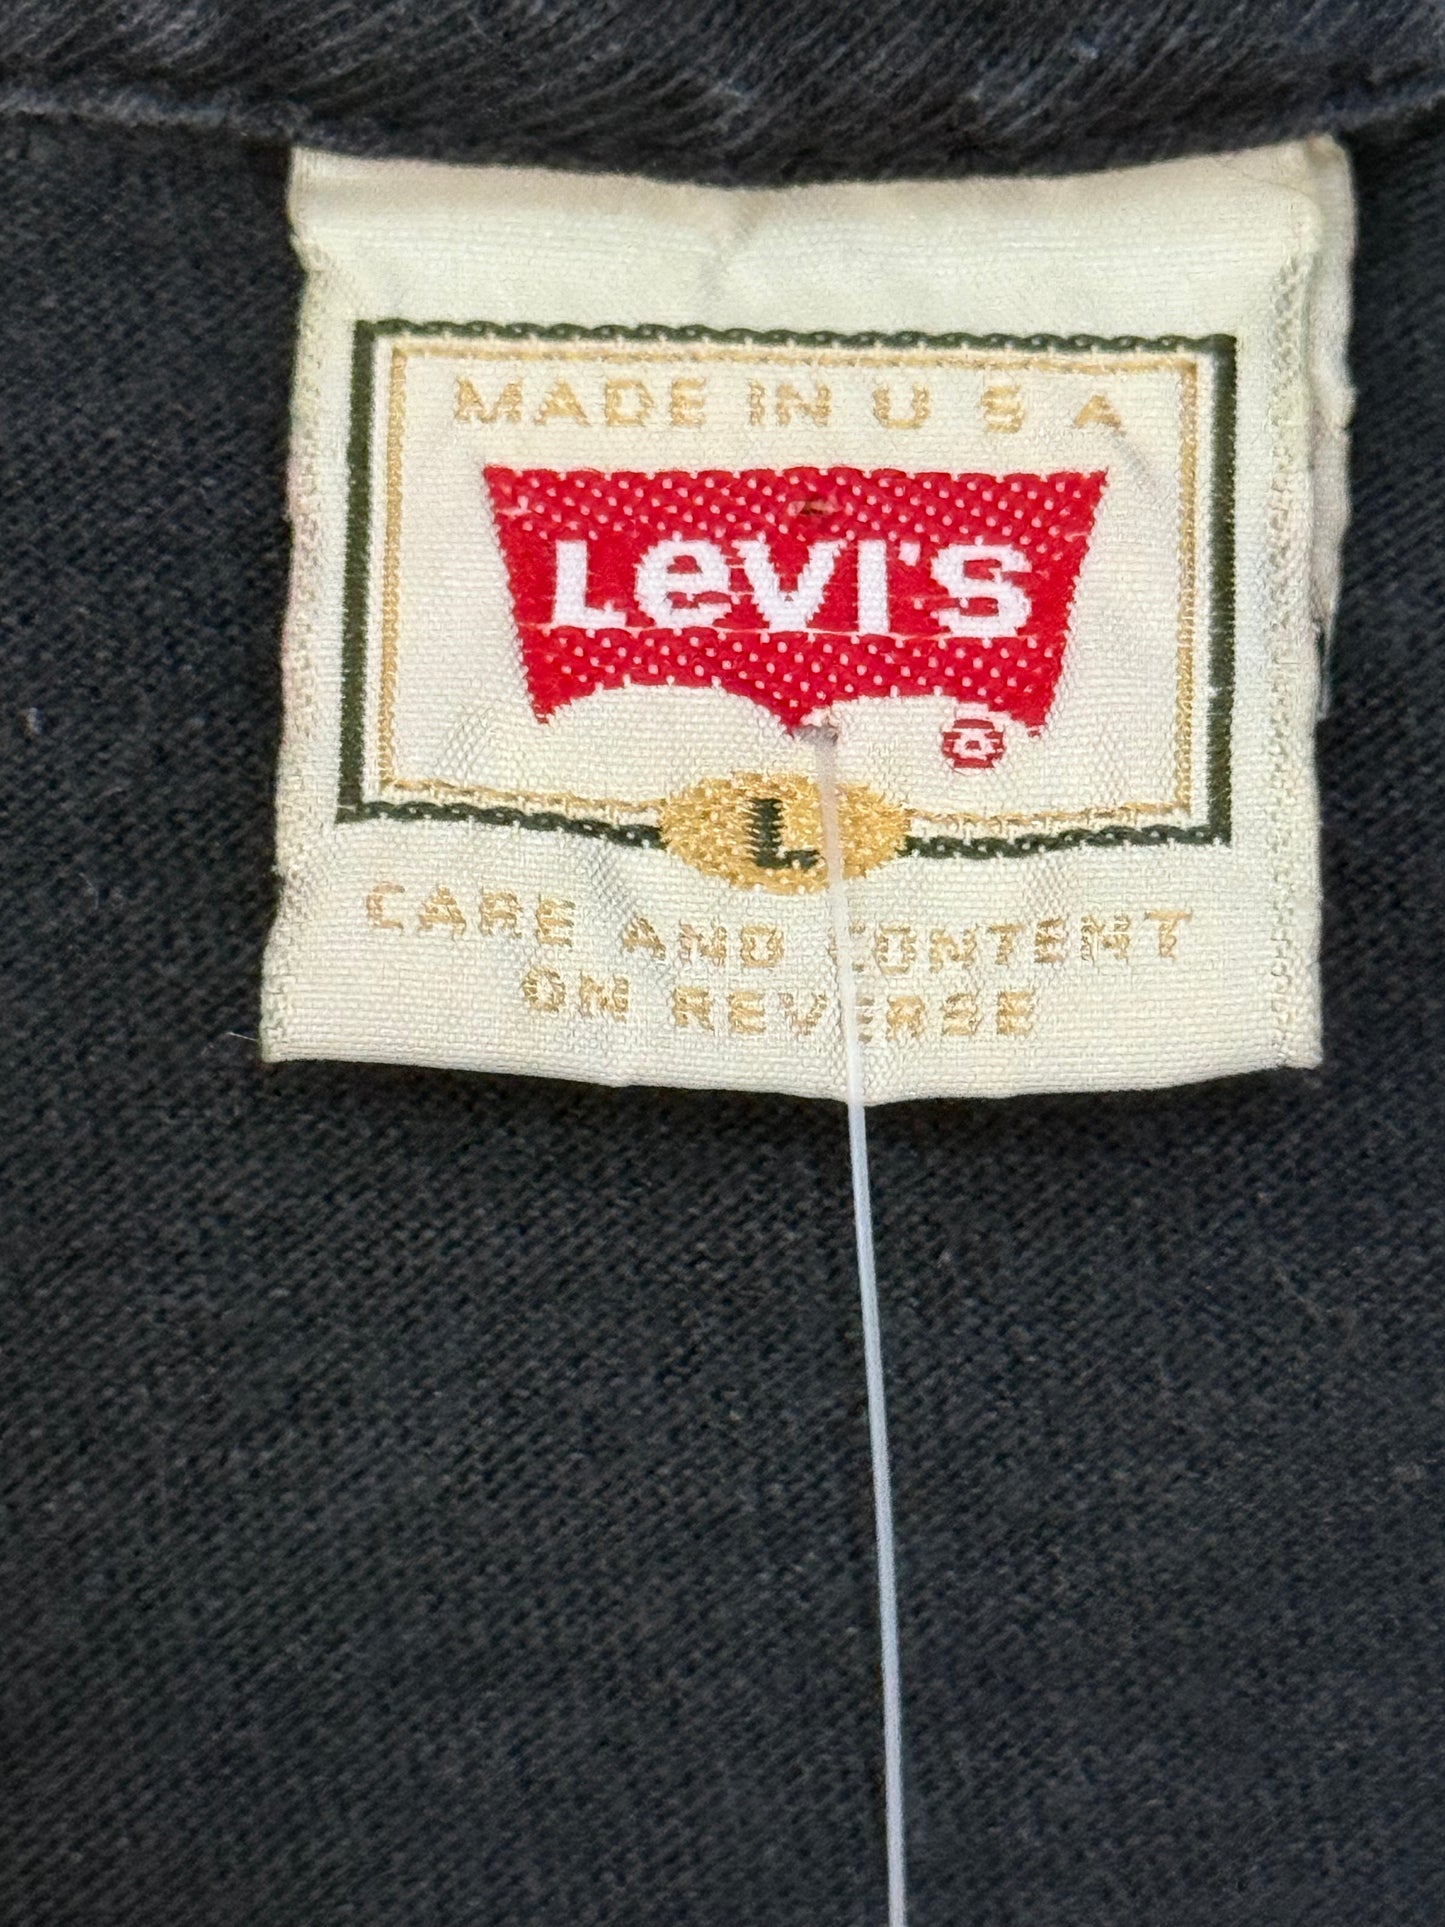 MADE IN U S A
Levi's
®
L
CARE AND CONTENT
ON REVERSE